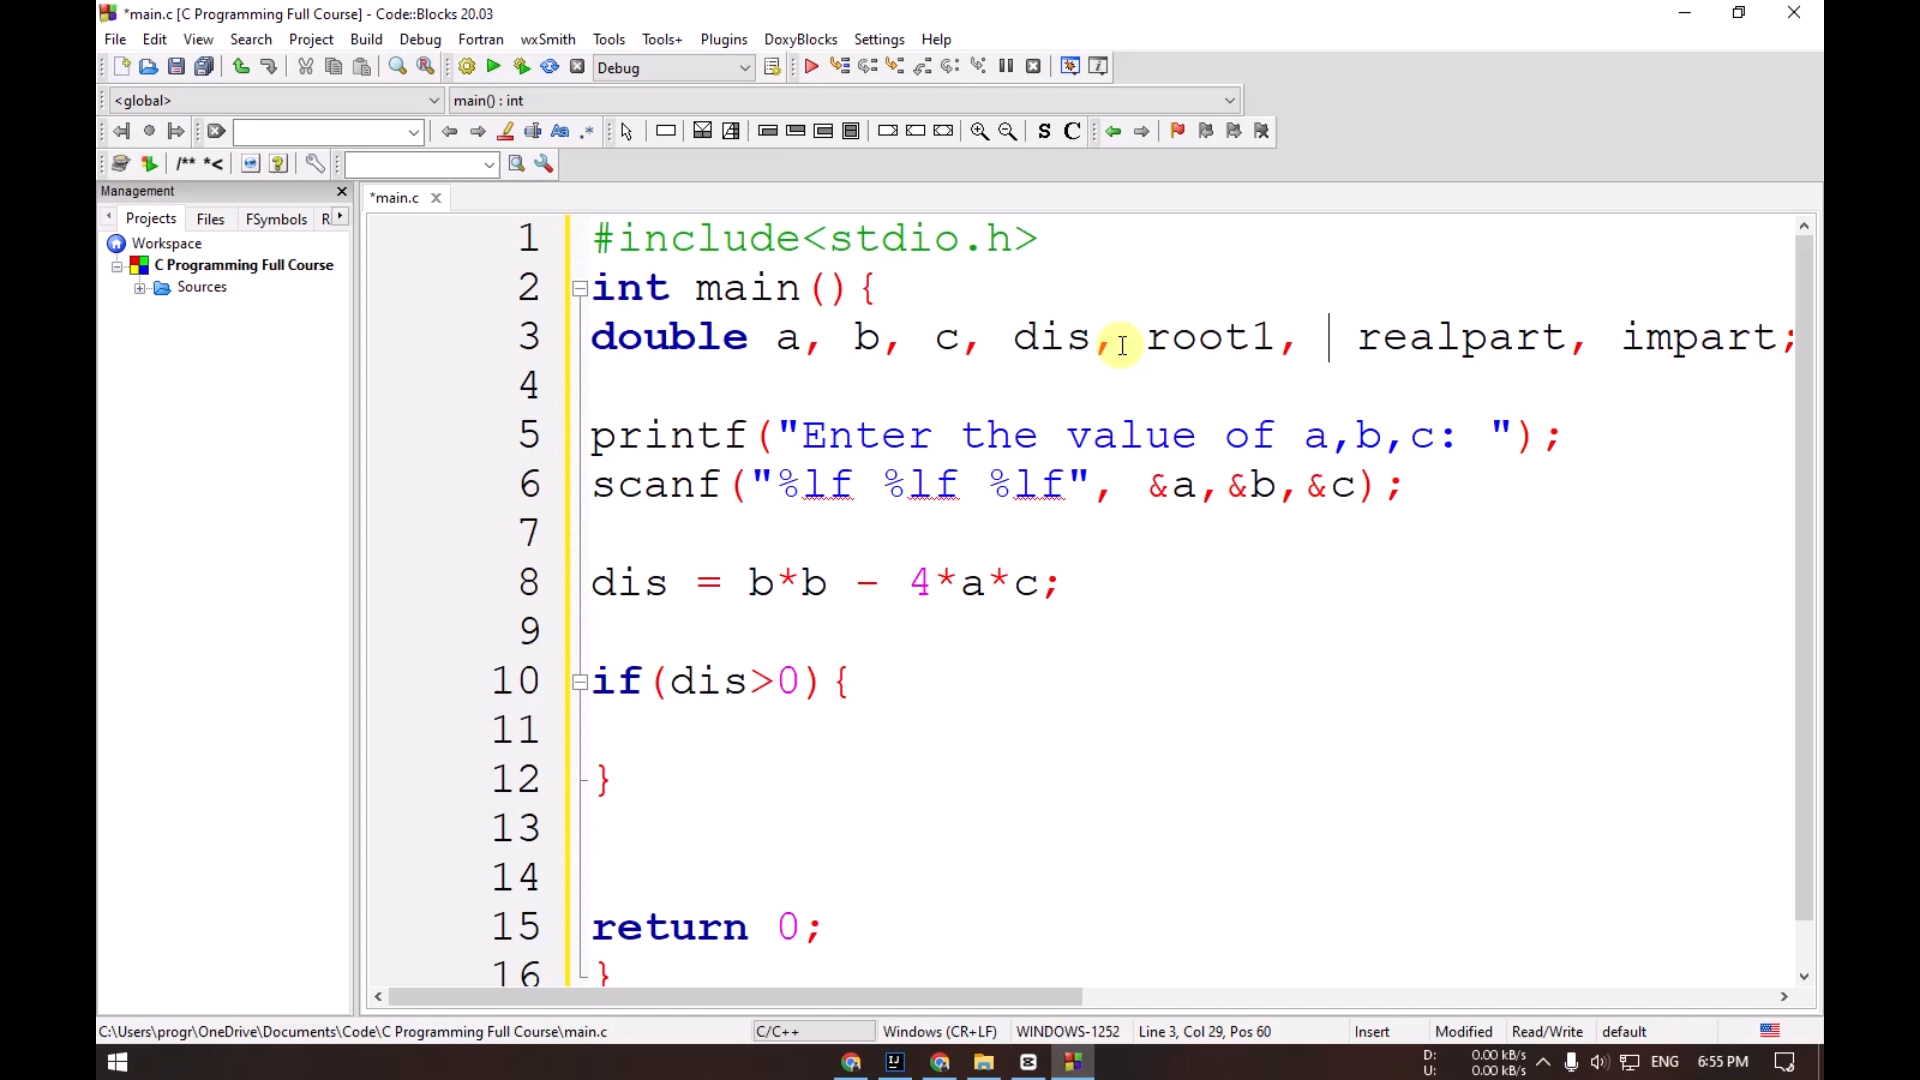 *main.c [C Programming Full Course] - Code::Blocks 20.03
File Edit View Search Project Build Debug Fortran wxSmith Tools Tools+ Plugins DoxyBlocks Settings Help
Debug
<global> main() : int
S C
/** *<
Management
Projects Files FSymbols R
Workspace
C Programming Full Course
Sources
*main.c
1 #include<stdio.h>
2 int main(){
3 double a, b, c, dis, root1, realpart, impart;
4
5 printf("Enter the value of a,b,c: ");
6 scanf("%lf %lf %lf", &a,&b,&c);
7
8 dis = b*b - 4*a*c;
9
10 if(dis>0){
11
12 }
13
14
15 return 0;
16 }
C:\Users\progr\OneDrive\Documents\Code\C Programming Full Course\main.c C/C++ Windows (CR+LF) WINDOWS-1252 Line 3, Col 29, Pos 60 Insert Modified Read/Write default
D: 0.00 kB/s
U: 0.00 kB/s
ENG 6:55 PM